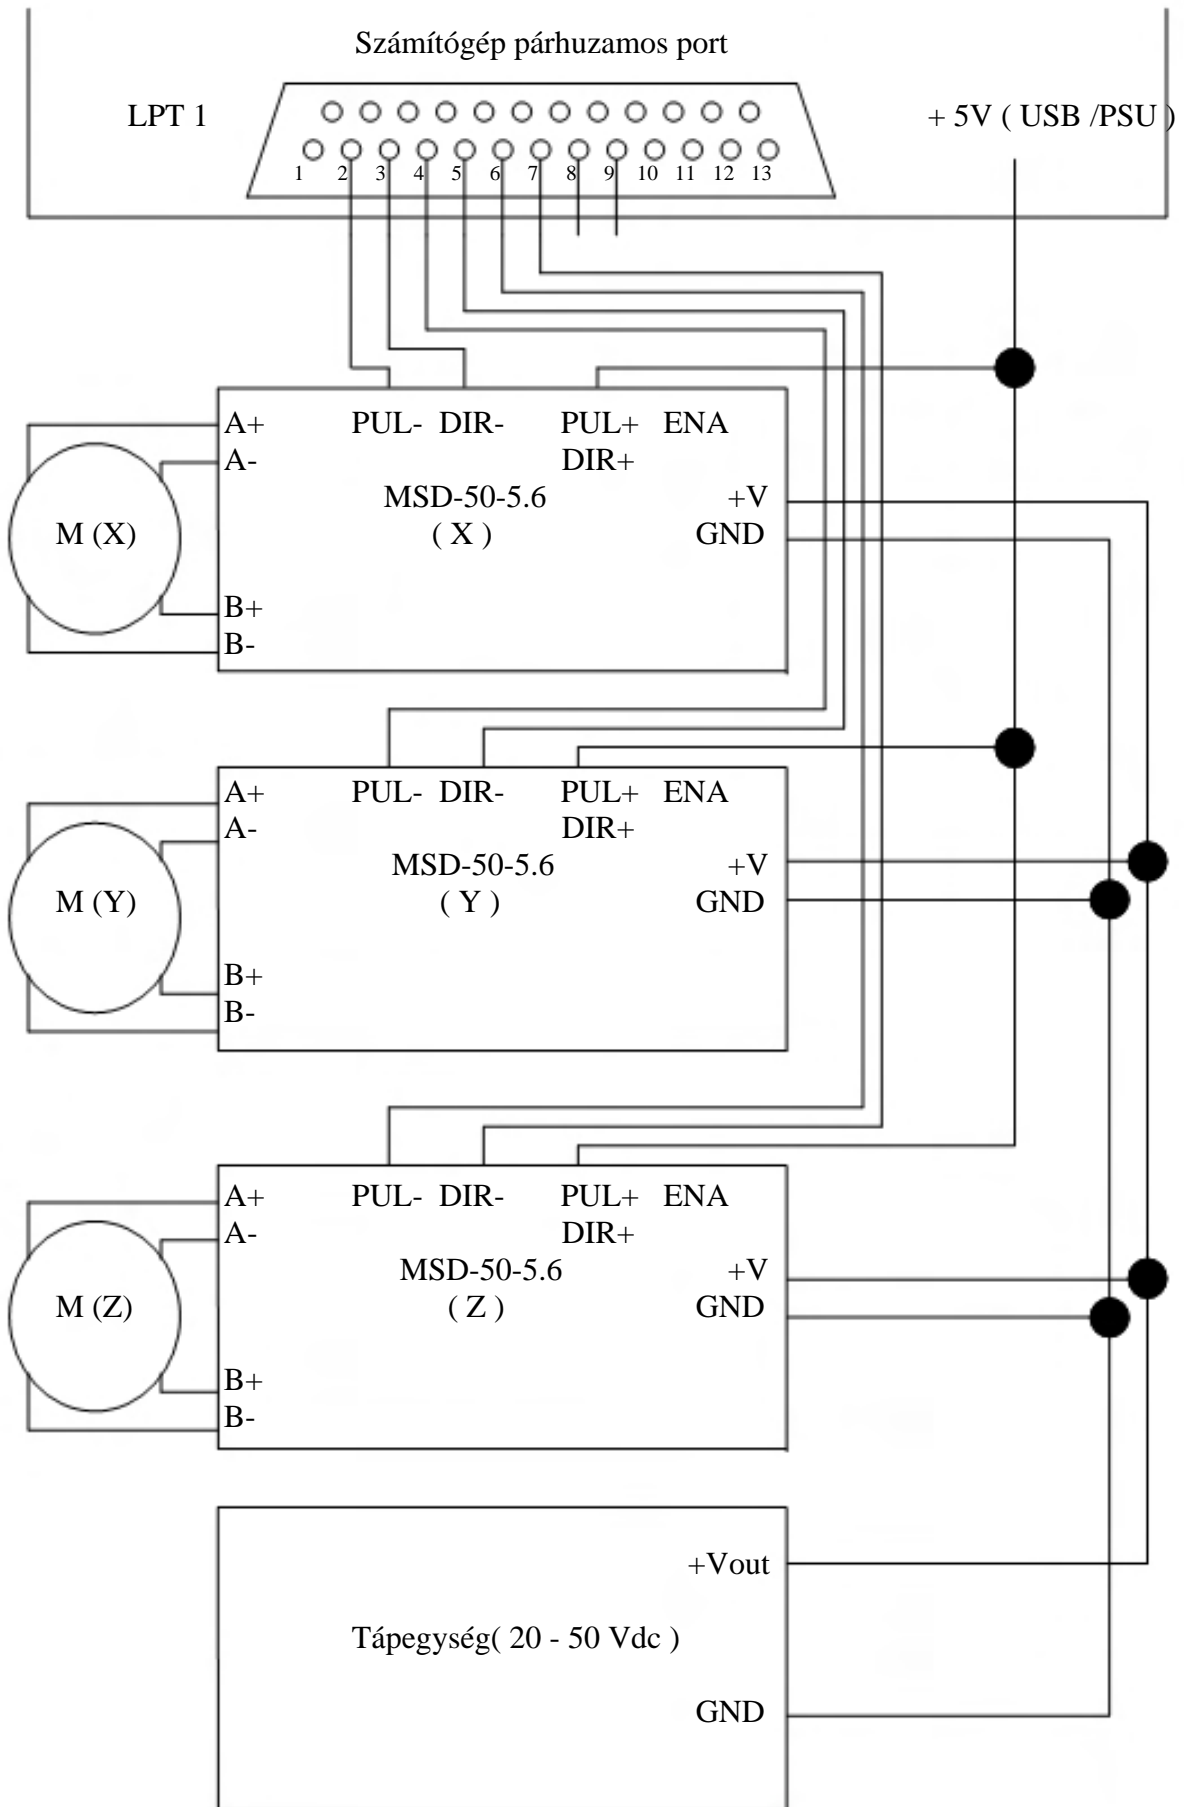 Számítógép párhuzamos port
LPT 1
+ 5V ( USB /PSU )
1 2 3 4 5 6 7 8 9 10 11 12 13
A+ PUL- DIR- PUL+ ENA
A- DIR+
MSD-50-5.6 +V
M (X) ( X ) GND
B+
B-
A+ PUL- DIR- PUL+ ENA
A- DIR+
MSD-50-5.6 +V
M (Y) ( Y ) GND
B+
B-
A+ PUL- DIR- PUL+ ENA
A- DIR+
MSD-50-5.6 +V
M (Z) ( Z ) GND
B+
B-
+Vout
Tápegység( 20 - 50 Vdc )
GND